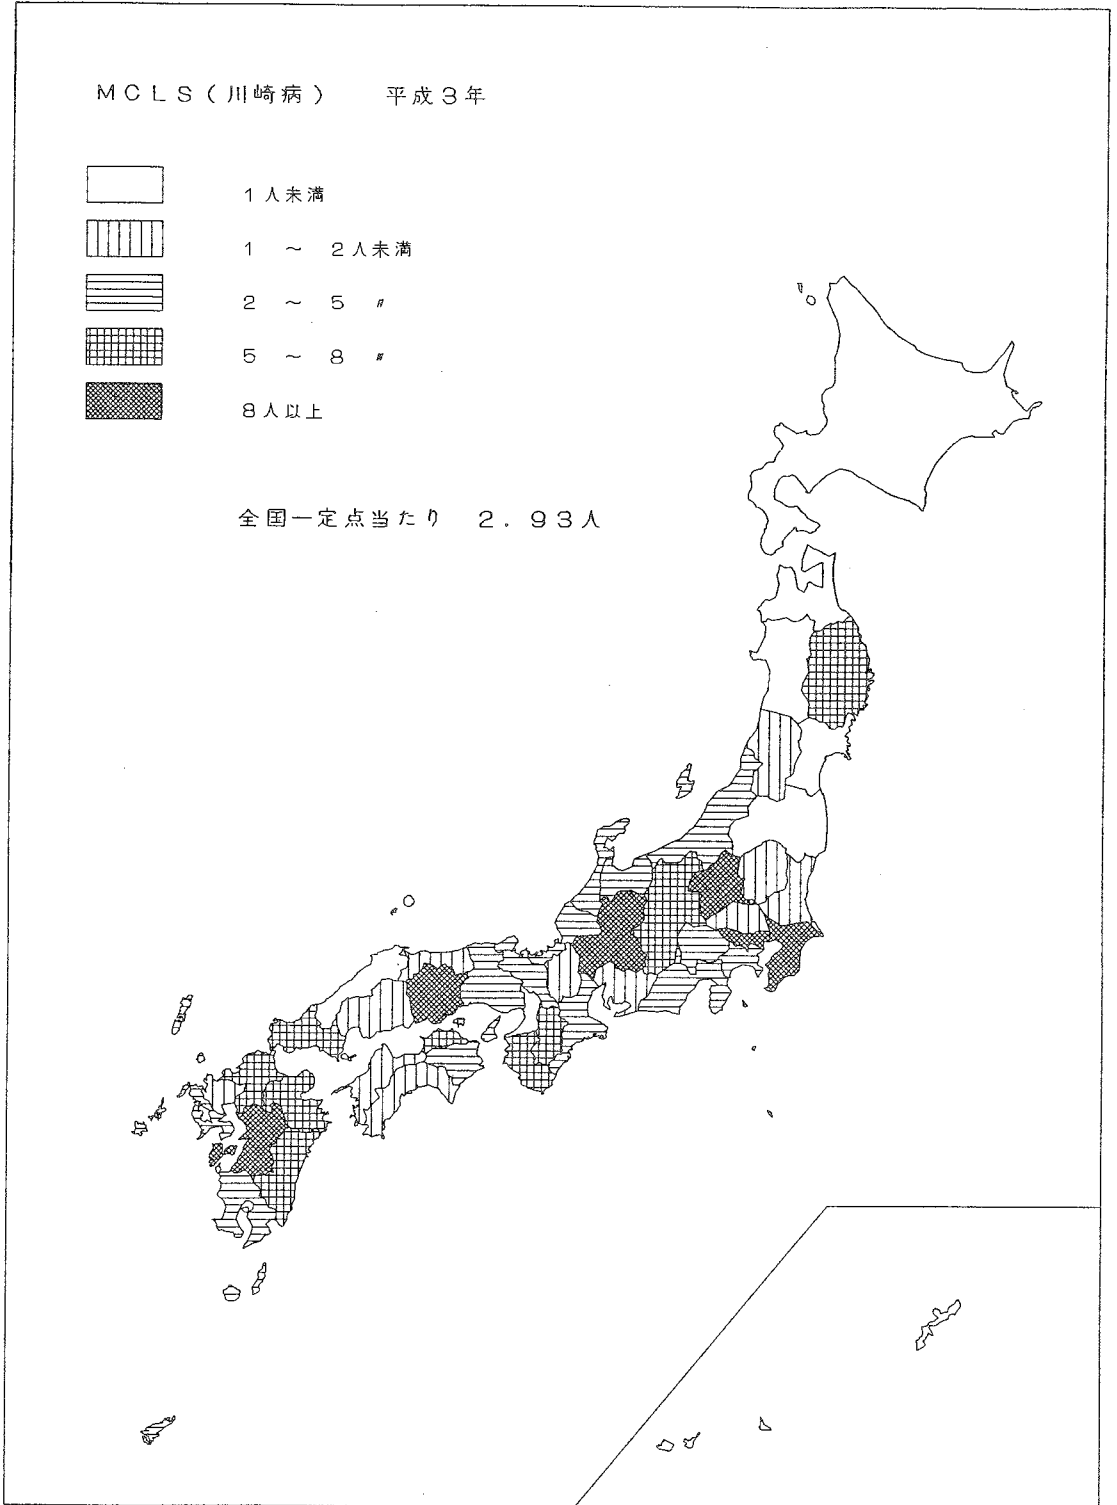 MCLS(川崎病) 平成3年
1人未満
1 ～ 2人未満
2 ～ 5 〃
5 ～ 8 〃
8人以上
全国一定点当たり 2.93人